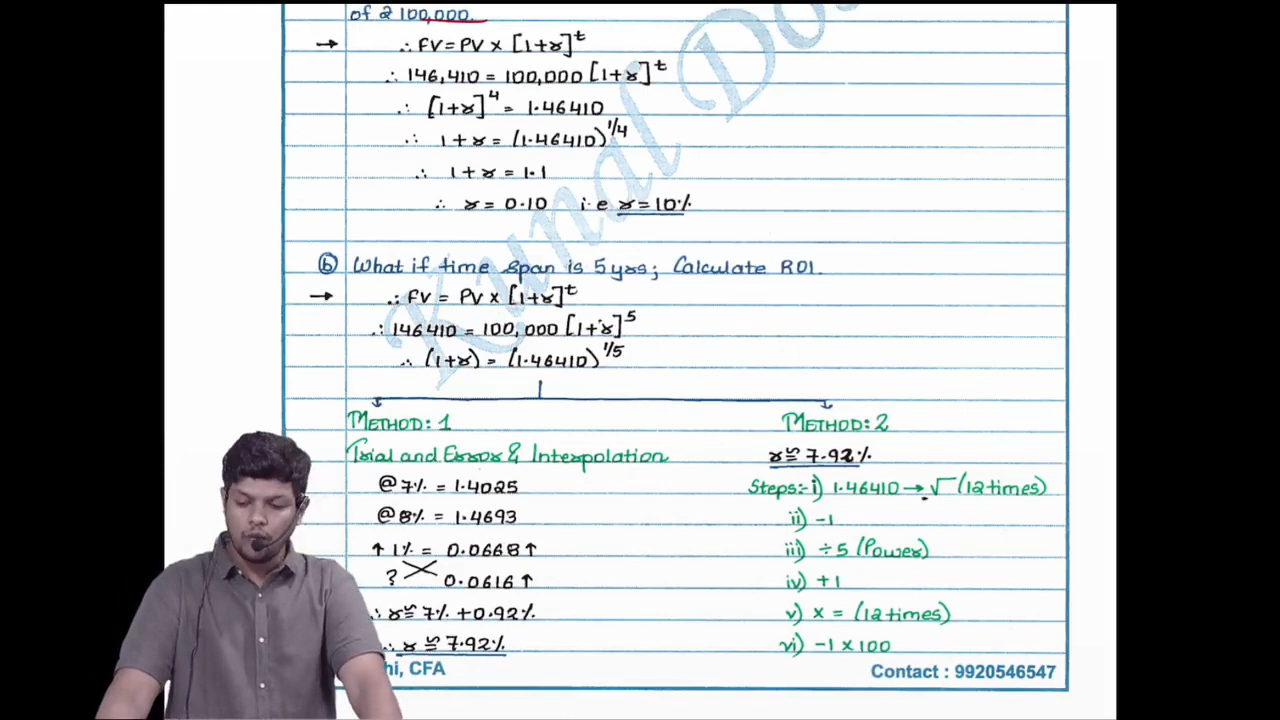 of ₹ 100,000.
→ ∴ FV = PV × [1+r]^t
∴ 146,410 = 100,000 [1+r]^t
∴ [1+r]^4 = 1.46410
∴ 1+r = (1.46410)^1/4
∴ 1+r = 1.1
∴ r = 0.10 i.e r = 10%
ⓑ What if time span is 5yrs; Calculate ROI.
→ ∴ FV = PV × [1+r]^t
∴ 146410 = 100,000 [1+r]^5
∴ (1+r) = (1.46410)^1/5
METHOD: 1
Trial and Error & Interpolation
@7% = 1.4025
@8% = 1.4693
↑ 1% = 0.0668 ↑
? 0.0616 ↑
∴ r ≅ 7% + 0.92%
∴ r ≅ 7.92%
METHOD: 2
r ≅ 7.92%
Steps:- i) 1.46410 → √ (12 times)
ii) -1
iii) ÷5 (Power)
iv) +1
v) × = (12 times)
vi) -1 × 100
hi, CFA
Contact : 9920546547
Kunal Do